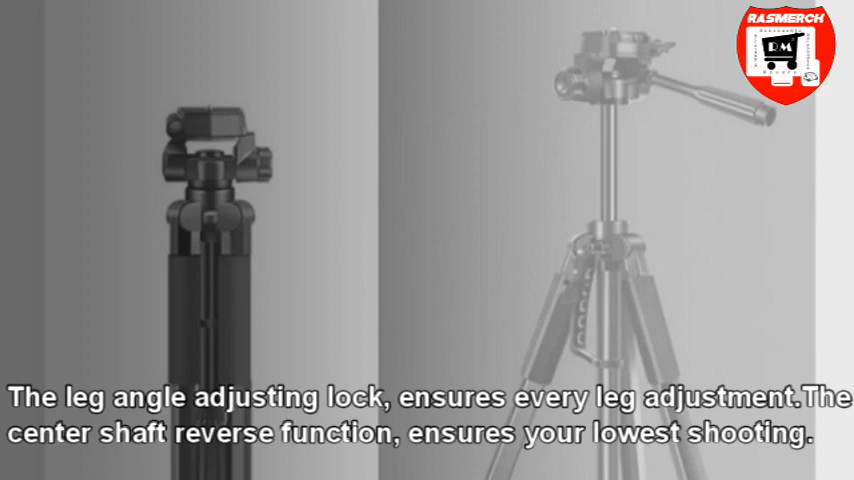 RASMERCH
RM
The leg angle adjusting lock, ensures every leg adjustment.The
center shaft reverse function, ensures your lowest shooting.